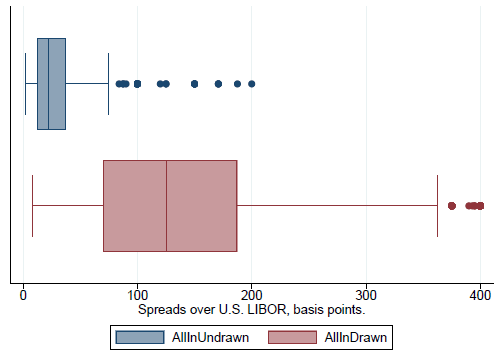 0 100 200 300 400
Spreads over U.S. LIBOR, basis points.
AllInUndrawn AllInDrawn